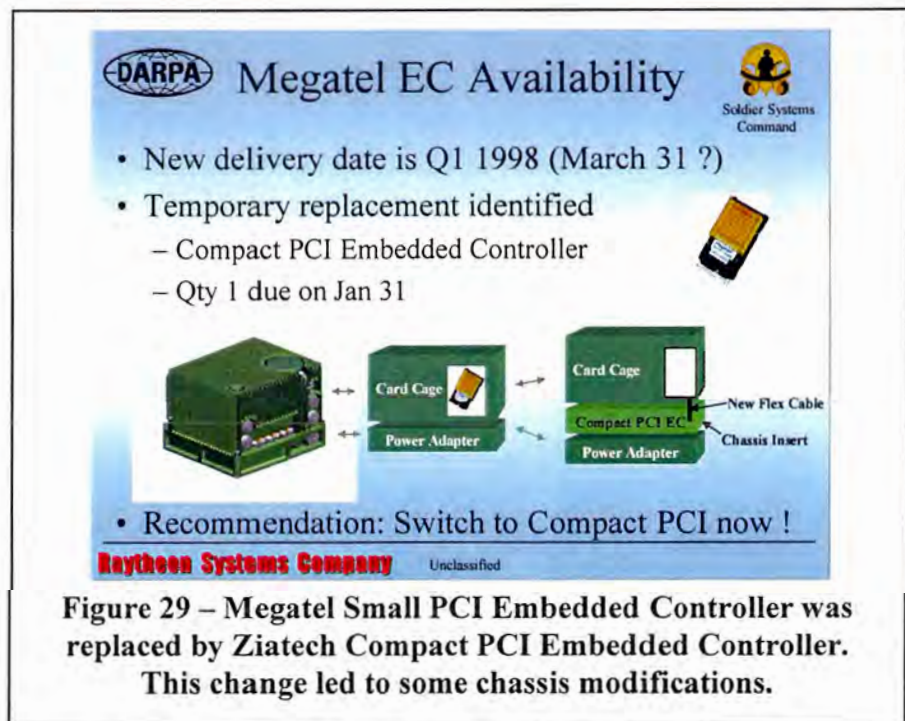 DARPA
Megatel EC Availability
Soldier Systems
Command
• New delivery date is Q1 1998 (March 31 ?)
• Temporary replacement identified
– Compact PCI Embedded Controller
– Qty 1 due on Jan 31
Card Cage
Power Adapter
Card Cage
Compact PCI EC
Power Adapter
New Flex Cable
Chassis Insert
• Recommendation: Switch to Compact PCI now !
Raytheon Systems Company
Unclassified
Figure 29 – Megatel Small PCI Embedded Controller was
replaced by Ziatech Compact PCI Embedded Controller.
This change led to some chassis modifications.